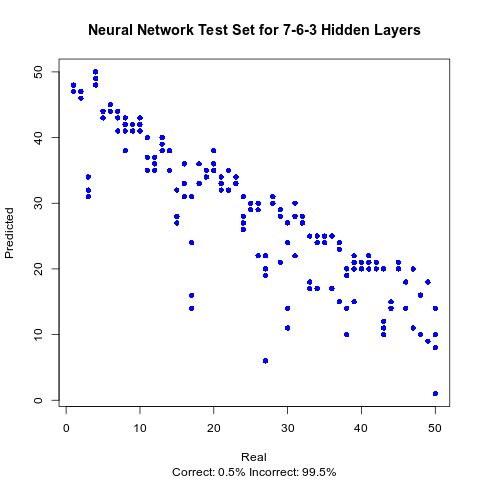 Neural Network Test Set for 7-6-3 Hidden Layers
Predicted
50
40
30
20
10
0
0 10 20 30 40 50
Real
Correct: 0.5% Incorrect: 99.5%